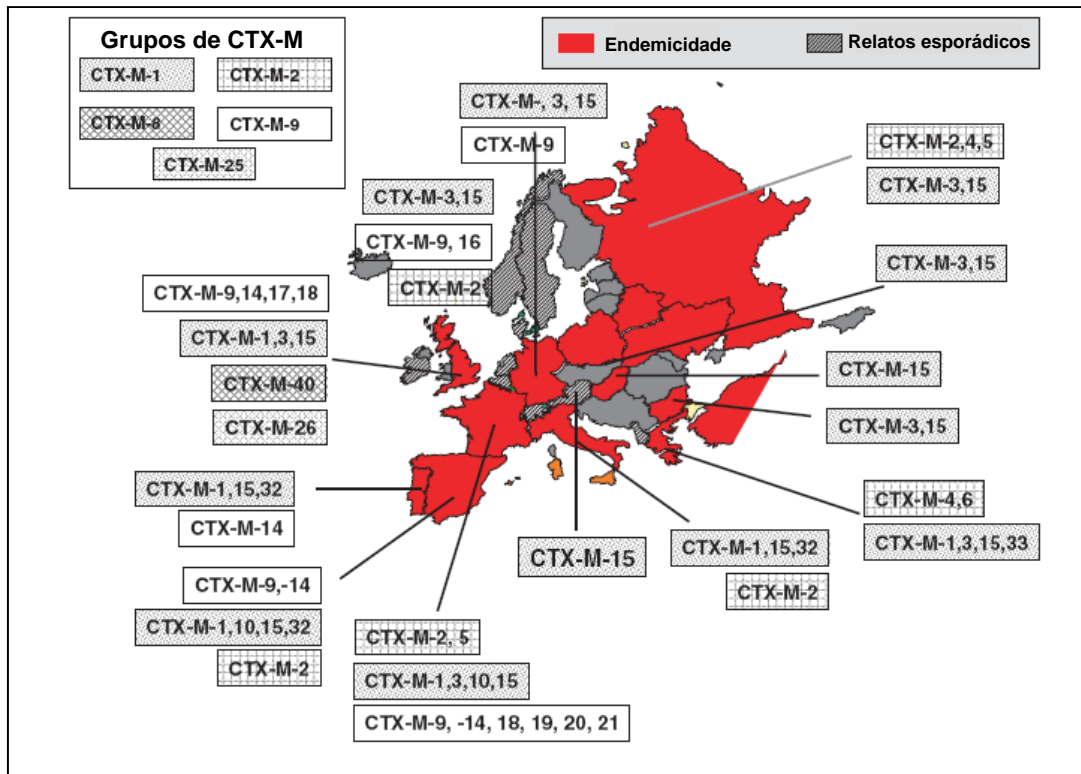 Grupos de CTX-M
CTX-M-1
CTX-M-2
CTX-M-8
CTX-M-9
CTX-M-25
Endemicidade
Relatos esporádicos
CTX-M-, 3, 15
CTX-M-9
CTX-M-2,4,5
CTX-M-3,15
CTX-M-3,15
CTX-M-9, 16
CTX-M-2
CTX-M-3,15
CTX-M-9,14,17,18
CTX-M-1,3,15
CTX-M-40
CTX-M-26
CTX-M-15
CTX-M-3,15
CTX-M-1,15,32
CTX-M-14
CTX-M-4,6
CTX-M-1,3,15,33
CTX-M-15
CTX-M-1,15,32
CTX-M-2
CTX-M-9,-14
CTX-M-1,10,15,32
CTX-M-2
CTX-M-2, 5
CTX-M-1,3,10,15
CTX-M-9, -14, 18, 19, 20, 21